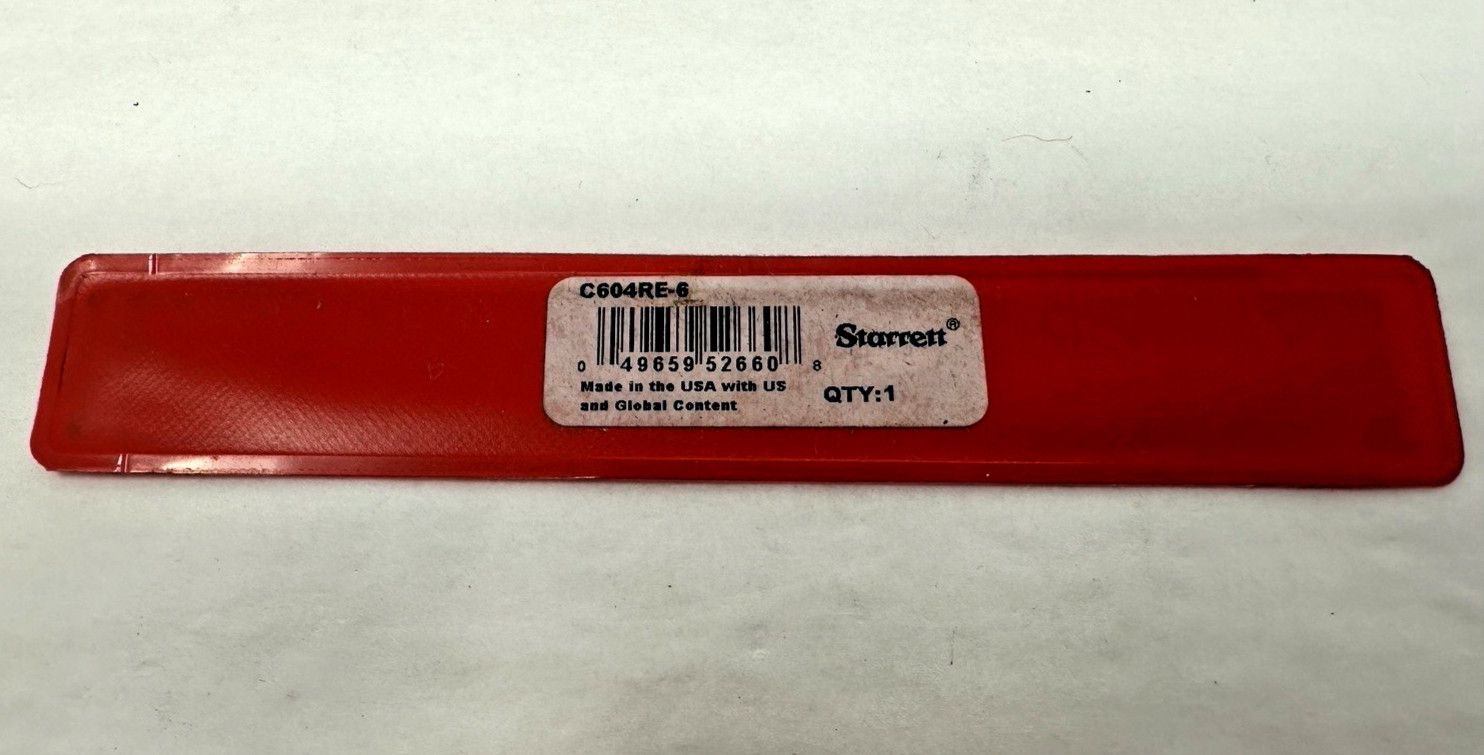 C604RE-6
Starrett®
0 49659 52660 8
Made in the USA with US
and Global Content
QTY:1